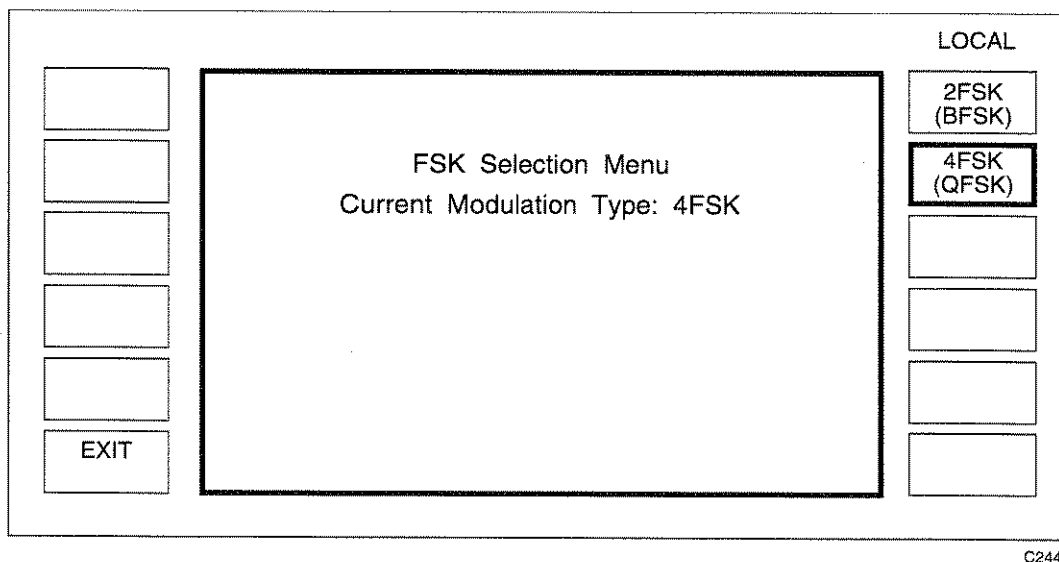 LOCAL
2FSK
(BFSK)
FSK Selection Menu
4FSK
(QFSK)
Current Modulation Type: 4FSK
EXIT
C244